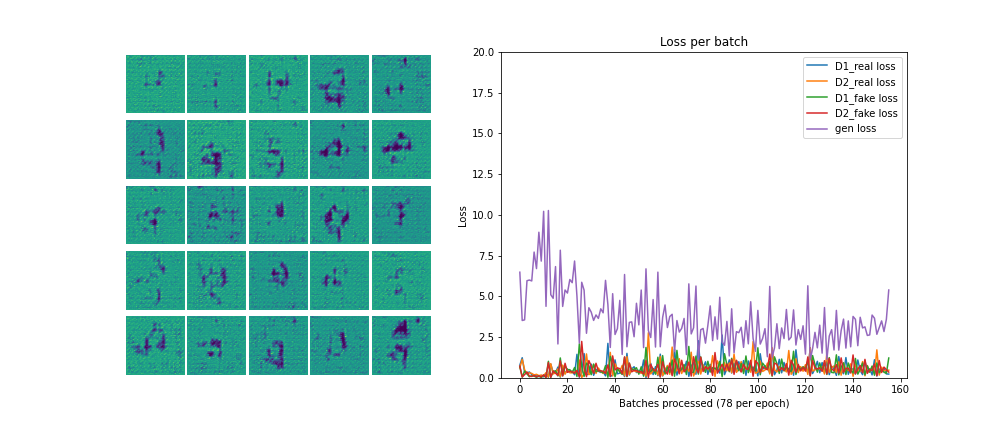 Loss per batch
20.0
17.5
15.0
12.5
10.0
7.5
5.0
2.5
0.0
Loss
D1_real loss
D2_real loss
D1_fake loss
D2_fake loss
gen loss
0 20 40 60 80 100 120 140 160
Batches processed (78 per epoch)